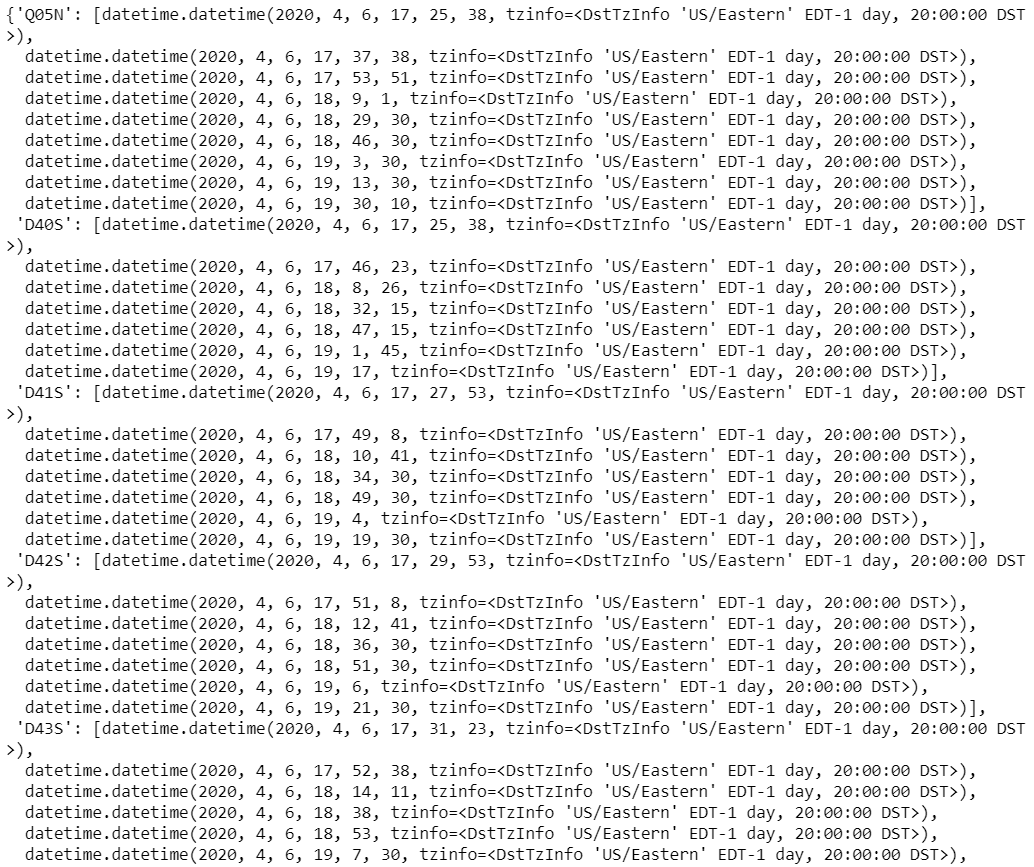 {'Q05N': [datetime.datetime(2020, 4, 6, 17, 25, 38, tzinfo=<DstTzInfo 'US/Eastern' EDT-1 day, 20:00:00 DST
>),
  datetime.datetime(2020, 4, 6, 17, 37, 38, tzinfo=<DstTzInfo 'US/Eastern' EDT-1 day, 20:00:00 DST>),
  datetime.datetime(2020, 4, 6, 17, 53, 51, tzinfo=<DstTzInfo 'US/Eastern' EDT-1 day, 20:00:00 DST>),
  datetime.datetime(2020, 4, 6, 18, 9, 1, tzinfo=<DstTzInfo 'US/Eastern' EDT-1 day, 20:00:00 DST>),
  datetime.datetime(2020, 4, 6, 18, 29, 30, tzinfo=<DstTzInfo 'US/Eastern' EDT-1 day, 20:00:00 DST>),
  datetime.datetime(2020, 4, 6, 18, 46, 30, tzinfo=<DstTzInfo 'US/Eastern' EDT-1 day, 20:00:00 DST>),
  datetime.datetime(2020, 4, 6, 19, 3, 30, tzinfo=<DstTzInfo 'US/Eastern' EDT-1 day, 20:00:00 DST>),
  datetime.datetime(2020, 4, 6, 19, 13, 30, tzinfo=<DstTzInfo 'US/Eastern' EDT-1 day, 20:00:00 DST>),
  datetime.datetime(2020, 4, 6, 19, 30, 10, tzinfo=<DstTzInfo 'US/Eastern' EDT-1 day, 20:00:00 DST>)],
 'D40S': [datetime.datetime(2020, 4, 6, 17, 25, 38, tzinfo=<DstTzInfo 'US/Eastern' EDT-1 day, 20:00:00 DST
>),
  datetime.datetime(2020, 4, 6, 17, 46, 23, tzinfo=<DstTzInfo 'US/Eastern' EDT-1 day, 20:00:00 DST>),
  datetime.datetime(2020, 4, 6, 18, 8, 26, tzinfo=<DstTzInfo 'US/Eastern' EDT-1 day, 20:00:00 DST>),
  datetime.datetime(2020, 4, 6, 18, 32, 15, tzinfo=<DstTzInfo 'US/Eastern' EDT-1 day, 20:00:00 DST>),
  datetime.datetime(2020, 4, 6, 18, 47, 15, tzinfo=<DstTzInfo 'US/Eastern' EDT-1 day, 20:00:00 DST>),
  datetime.datetime(2020, 4, 6, 19, 1, 45, tzinfo=<DstTzInfo 'US/Eastern' EDT-1 day, 20:00:00 DST>),
  datetime.datetime(2020, 4, 6, 19, 17, tzinfo=<DstTzInfo 'US/Eastern' EDT-1 day, 20:00:00 DST>)],
 'D41S': [datetime.datetime(2020, 4, 6, 17, 27, 53, tzinfo=<DstTzInfo 'US/Eastern' EDT-1 day, 20:00:00 DST
>),
  datetime.datetime(2020, 4, 6, 17, 49, 8, tzinfo=<DstTzInfo 'US/Eastern' EDT-1 day, 20:00:00 DST>),
  datetime.datetime(2020, 4, 6, 18, 10, 41, tzinfo=<DstTzInfo 'US/Eastern' EDT-1 day, 20:00:00 DST>),
  datetime.datetime(2020, 4, 6, 18, 34, 30, tzinfo=<DstTzInfo 'US/Eastern' EDT-1 day, 20:00:00 DST>),
  datetime.datetime(2020, 4, 6, 18, 49, 30, tzinfo=<DstTzInfo 'US/Eastern' EDT-1 day, 20:00:00 DST>),
  datetime.datetime(2020, 4, 6, 19, 4, tzinfo=<DstTzInfo 'US/Eastern' EDT-1 day, 20:00:00 DST>),
  datetime.datetime(2020, 4, 6, 19, 19, 30, tzinfo=<DstTzInfo 'US/Eastern' EDT-1 day, 20:00:00 DST>)],
 'D42S': [datetime.datetime(2020, 4, 6, 17, 29, 53, tzinfo=<DstTzInfo 'US/Eastern' EDT-1 day, 20:00:00 DST
>),
  datetime.datetime(2020, 4, 6, 17, 51, 8, tzinfo=<DstTzInfo 'US/Eastern' EDT-1 day, 20:00:00 DST>),
  datetime.datetime(2020, 4, 6, 18, 12, 41, tzinfo=<DstTzInfo 'US/Eastern' EDT-1 day, 20:00:00 DST>),
  datetime.datetime(2020, 4, 6, 18, 36, 30, tzinfo=<DstTzInfo 'US/Eastern' EDT-1 day, 20:00:00 DST>),
  datetime.datetime(2020, 4, 6, 18, 51, 30, tzinfo=<DstTzInfo 'US/Eastern' EDT-1 day, 20:00:00 DST>),
  datetime.datetime(2020, 4, 6, 19, 6, tzinfo=<DstTzInfo 'US/Eastern' EDT-1 day, 20:00:00 DST>),
  datetime.datetime(2020, 4, 6, 19, 21, 30, tzinfo=<DstTzInfo 'US/Eastern' EDT-1 day, 20:00:00 DST>)],
 'D43S': [datetime.datetime(2020, 4, 6, 17, 31, 23, tzinfo=<DstTzInfo 'US/Eastern' EDT-1 day, 20:00:00 DST
>),
  datetime.datetime(2020, 4, 6, 17, 52, 38, tzinfo=<DstTzInfo 'US/Eastern' EDT-1 day, 20:00:00 DST>),
  datetime.datetime(2020, 4, 6, 18, 14, 11, tzinfo=<DstTzInfo 'US/Eastern' EDT-1 day, 20:00:00 DST>),
  datetime.datetime(2020, 4, 6, 18, 38, tzinfo=<DstTzInfo 'US/Eastern' EDT-1 day, 20:00:00 DST>),
  datetime.datetime(2020, 4, 6, 18, 53, tzinfo=<DstTzInfo 'US/Eastern' EDT-1 day, 20:00:00 DST>),
  datetime.datetime(2020, 4, 6, 19, 7, 30, tzinfo=<DstTzInfo 'US/Eastern' EDT-1 day, 20:00:00 DST>),